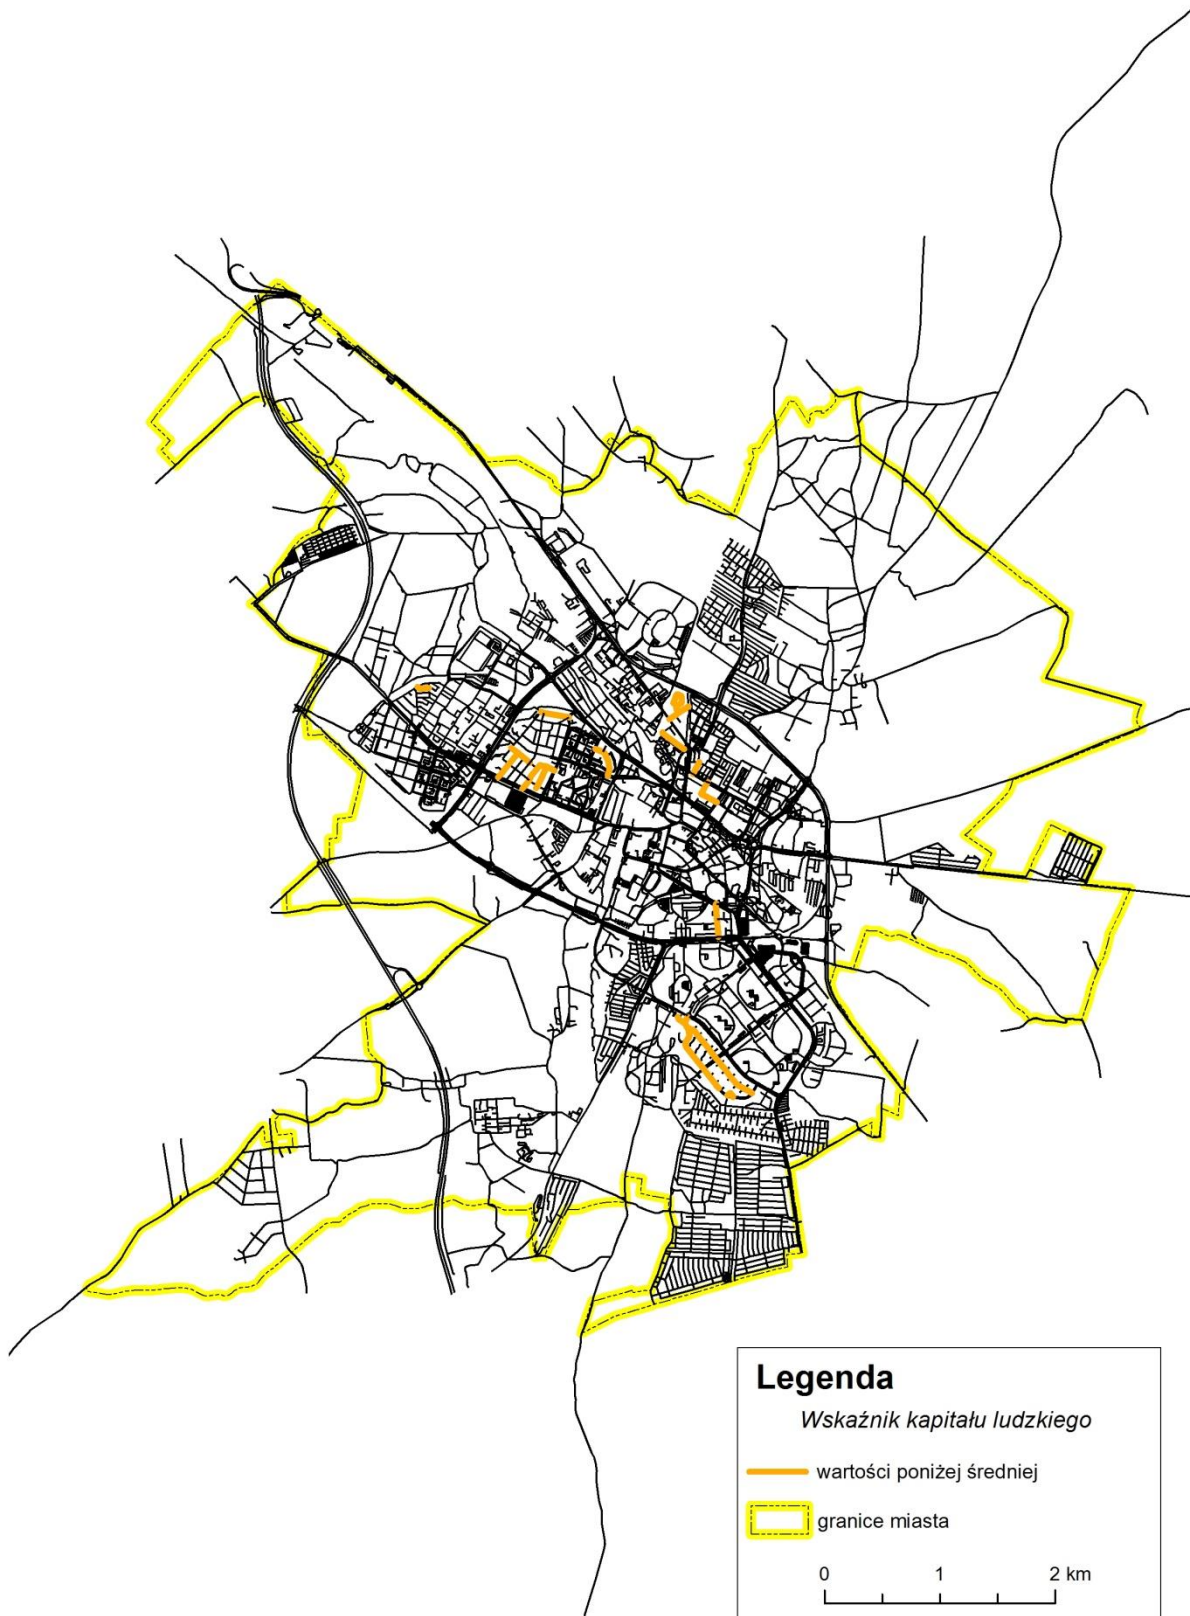 Legenda
Wskaźnik kapitału ludzkiego
wartości poniżej średniej
granice miasta
0 1 2 km